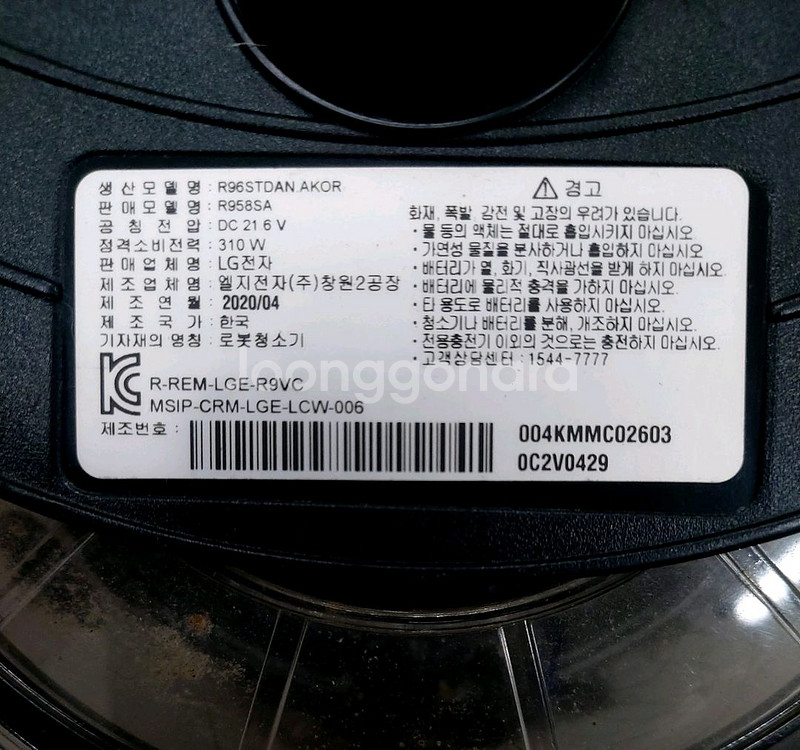 생산모델명 : R96STDAN.AKOR
판매모델명 : R958SA
공칭전압 : DC 21.6 V
정격소비전력 : 310 W
판매업체명 : LG전자
제조업체명 : 엘지전자(주)창원2공장
제조연월 : 2020/04
제조국가 : 한국
기자재의 명칭 : 로봇청소기
R-REM-LGE-R9VC
MSIP-CRM-LGE-LCW-006
제조번호 :
004KMMC02603
0C2V0429
경고
화재, 폭발, 감전 및 고장의 우려가 있습니다.
· 물 등의 액체는 절대로 흡입시키지 마십시오
· 가연성 물질을 분사하거나 흡입하지 마십시오
· 배터리가 열, 화기, 직사광선을 받게 하지 마십시오
· 배터리에 물리적 충격을 가하지 마십시오.
· 타 용도로 배터리를 사용하지 마십시오.
· 청소기나 배터리를 분해, 개조하지 마십시오.
· 전용충전기 이외의 것으로는 충전하지 마십시오.
· 고객상담센터 : 1544-7777
loonggondra